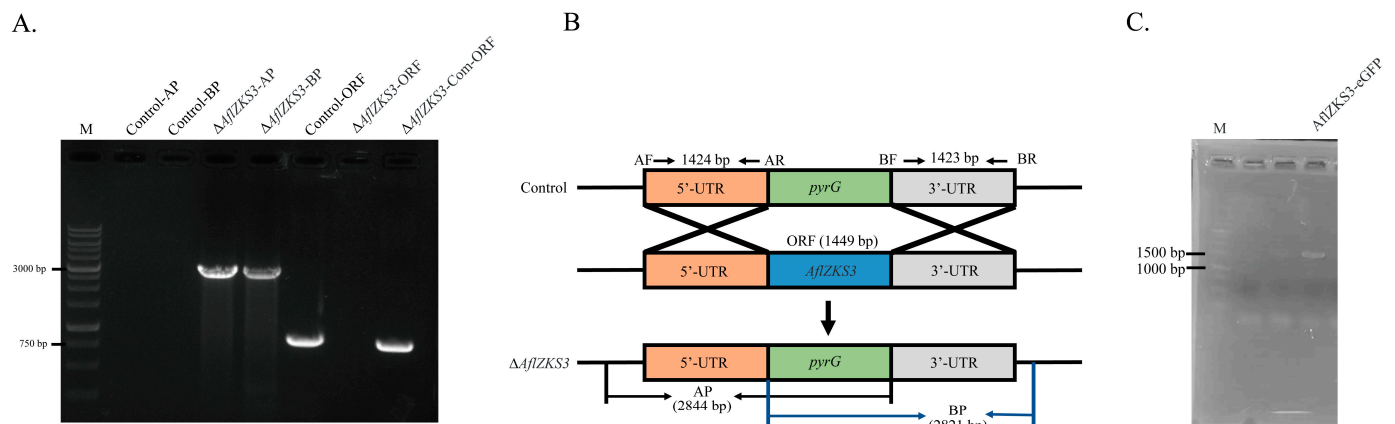 A.
B
C.
M
Control-AP
Control-BP
ΔAflZKS3-AP
ΔAflZKS3-BP
Control-ORF
ΔAflZKS3-ORF
ΔAflZKS3-Com-ORF
3000 bp
750 bp
AF 1424 bp AR BF 1423 bp BR
Control 5’-UTR pyrG 3’-UTR
ORF (1449 bp)
5’-UTR AflZKS3 3’-UTR
ΔAflZKS3 5’-UTR pyrG 3’-UTR
AP
(2844 bp)
BP
(2821 bp)
M
AflZKS3-eGFP
1500 bp
1000 bp